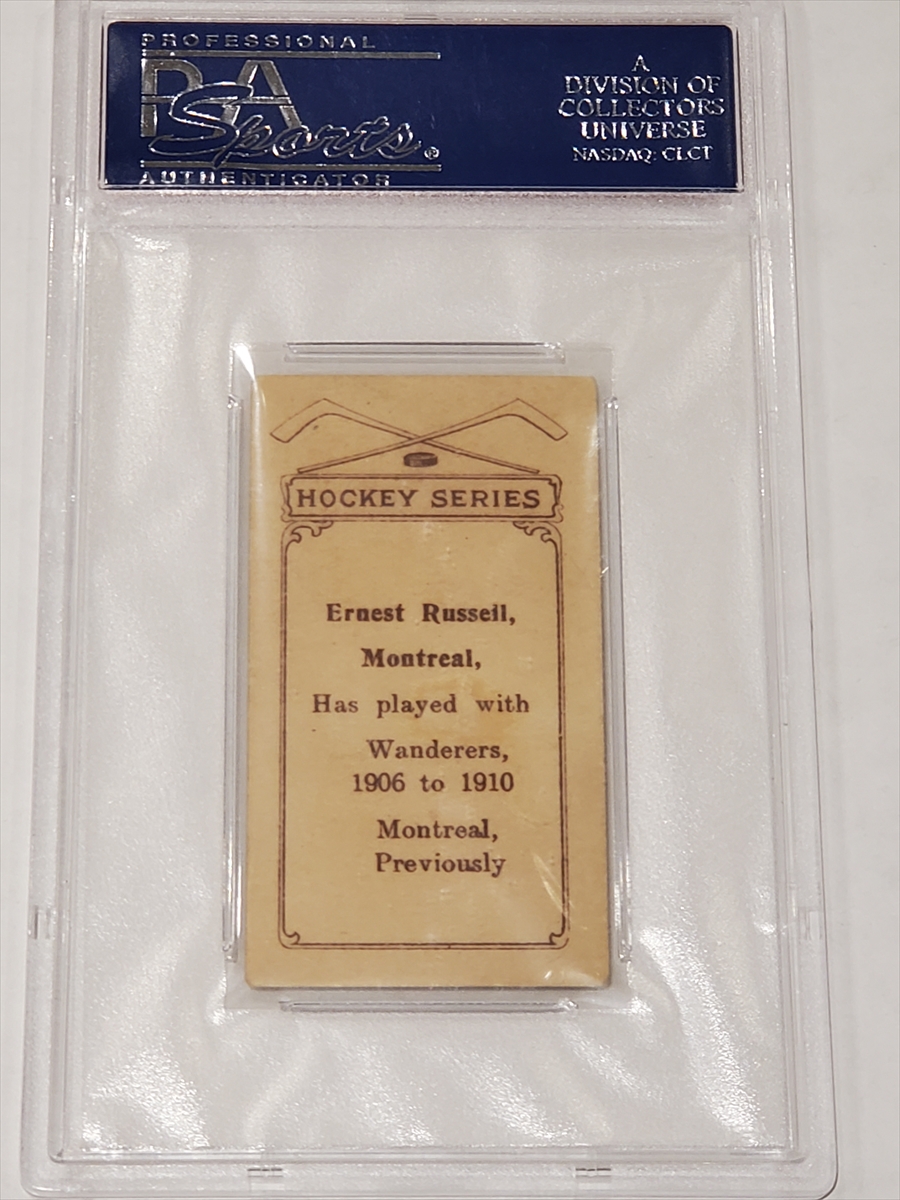 PROFESSIONAL
PSA
Sports®
AUTHENTICATOR
A
DIVISION OF
COLLECTORS
UNIVERSE
NASDAQ: CLCT
HOCKEY SERIES
Ernest Russell,
Montreal,
Has played with
Wanderers,
1906 to 1910
Montreal,
Previously